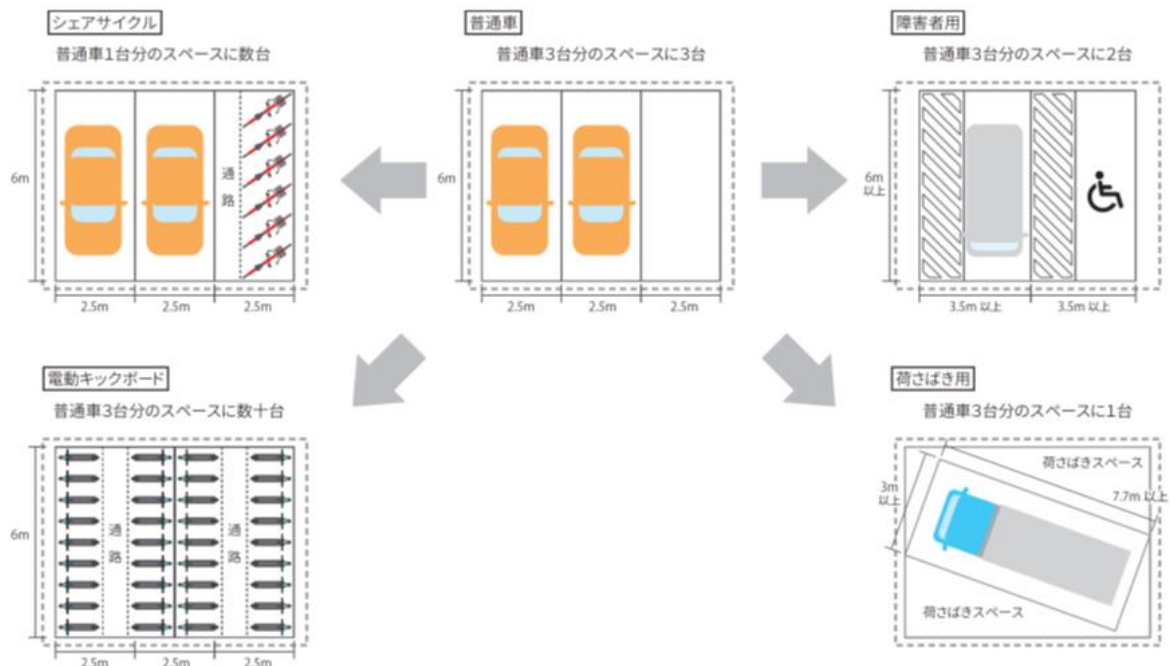 シェアサイクル
普通車1台分のスペースに数台
6m
通路
2.5m 2.5m 2.5m
普通車
普通車3台分のスペースに3台
6m
2.5m 2.5m 2.5m
障害者用
普通車3台分のスペースに2台
6m
以上
3.5m 以上 3.5m 以上
電動キックボード
普通車3台分のスペースに数十台
6m
通路 通路
2.5m 2.5m 2.5m
荷さばき用
普通車3台分のスペースに1台
荷さばきスペース
3m
以上
7.7m 以上
荷さばきスペース